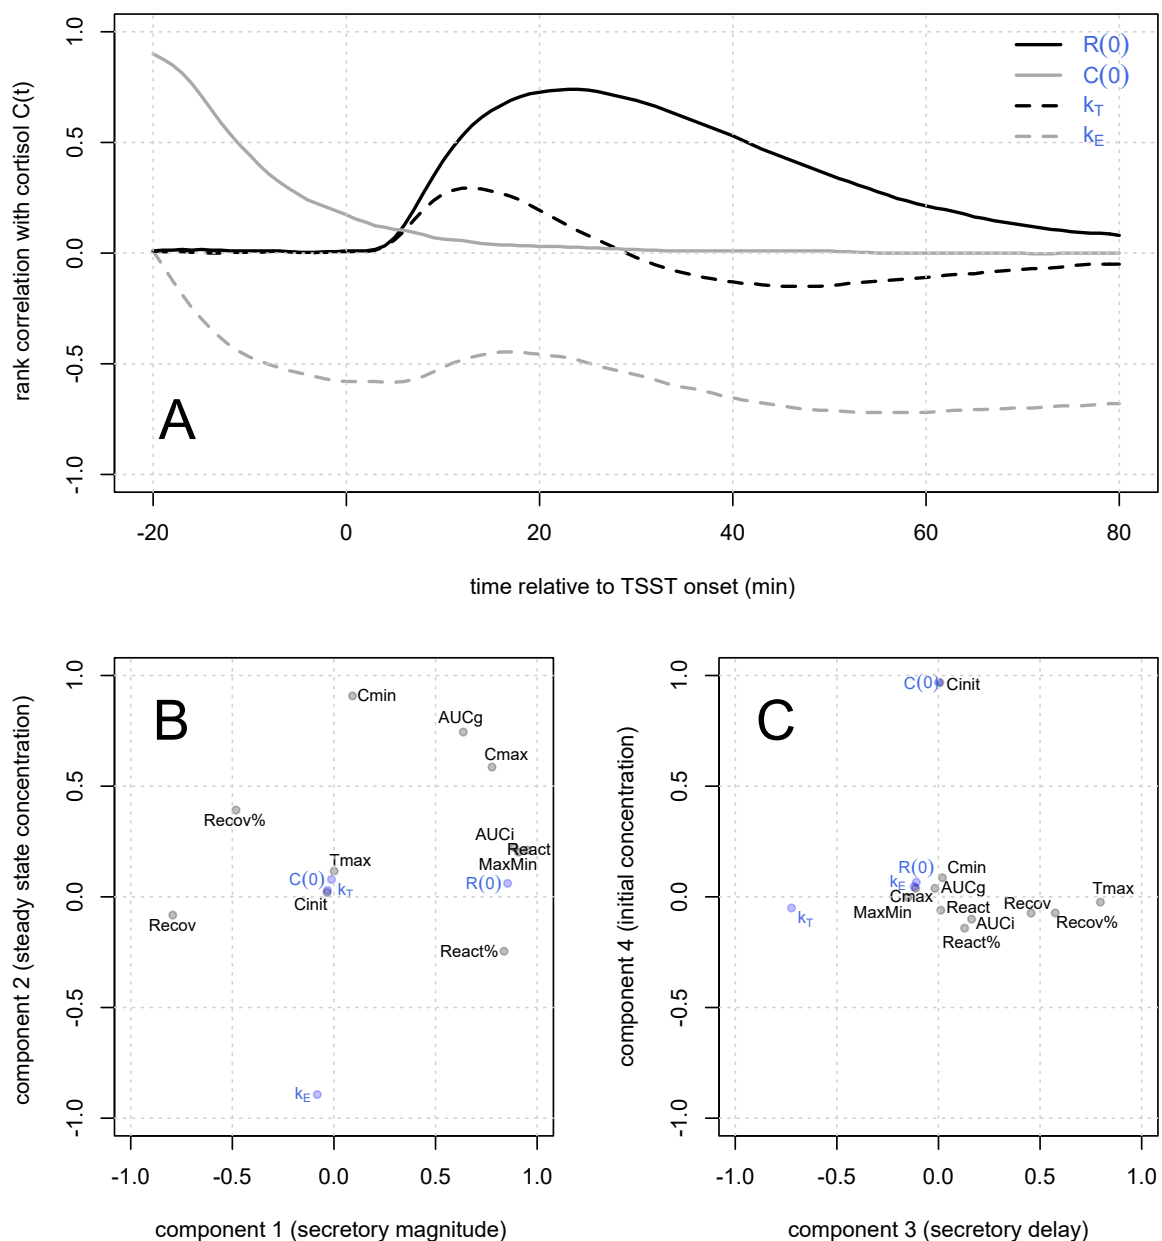 rank correlation with cortisol C(t)
1.0
0.5
0.0
-0.5
-1.0
R(0)
C(0)
kT
kE
A
-20
0
20
40
60
80
time relative to TSST onset (min)
component 2 (steady state concentration)
1.0
0.5
0.0
-0.5
-1.0
B
Cmin
AUCg
Cmax
Recov%
AUCi
React
MaxMin
Tmax
C(0)
kT
R(0)
Cinit
Recov
React%
kE
-1.0
-0.5
0.0
0.5
1.0
component 1 (secretory magnitude)
component 4 (initial concentration)
1.0
0.5
0.0
-0.5
-1.0
C
C(0)
Cinit
R(0)
Cmin
kE
AUCg
Cmax
Tmax
MaxMin
React
Recov
kT
AUCi
Recov%
React%
-1.0
-0.5
0.0
0.5
1.0
component 3 (secretory delay)